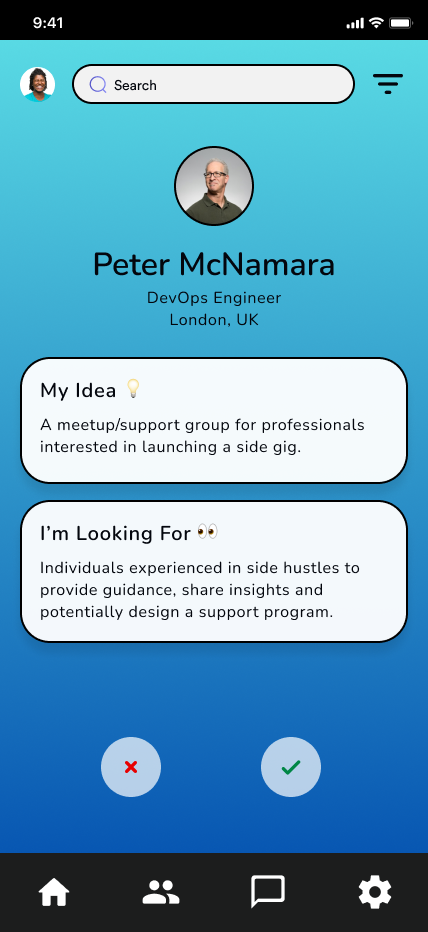 9:41
Search
Peter McNamara
DevOps Engineer
London, UK
My Idea 💡
A meetup/support group for professionals
interested in launching a side gig.
I’m Looking For 👀
Individuals experienced in side hustles to
provide guidance, share insights and
potentially design a support program.